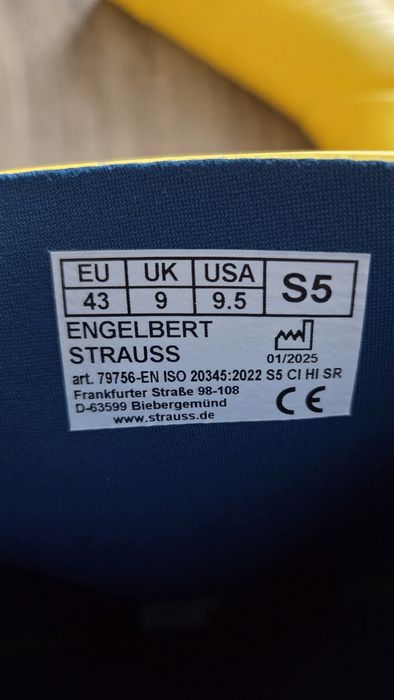 EU UK USA S5
43 9 9.5
ENGELBERT
STRAUSS
01/2025
art. 79756-EN ISO 20345:2022 S5 CI HI SR
Frankfurter Straße 98-108
D-63599 Biebergemünd
www.strauss.de
CE